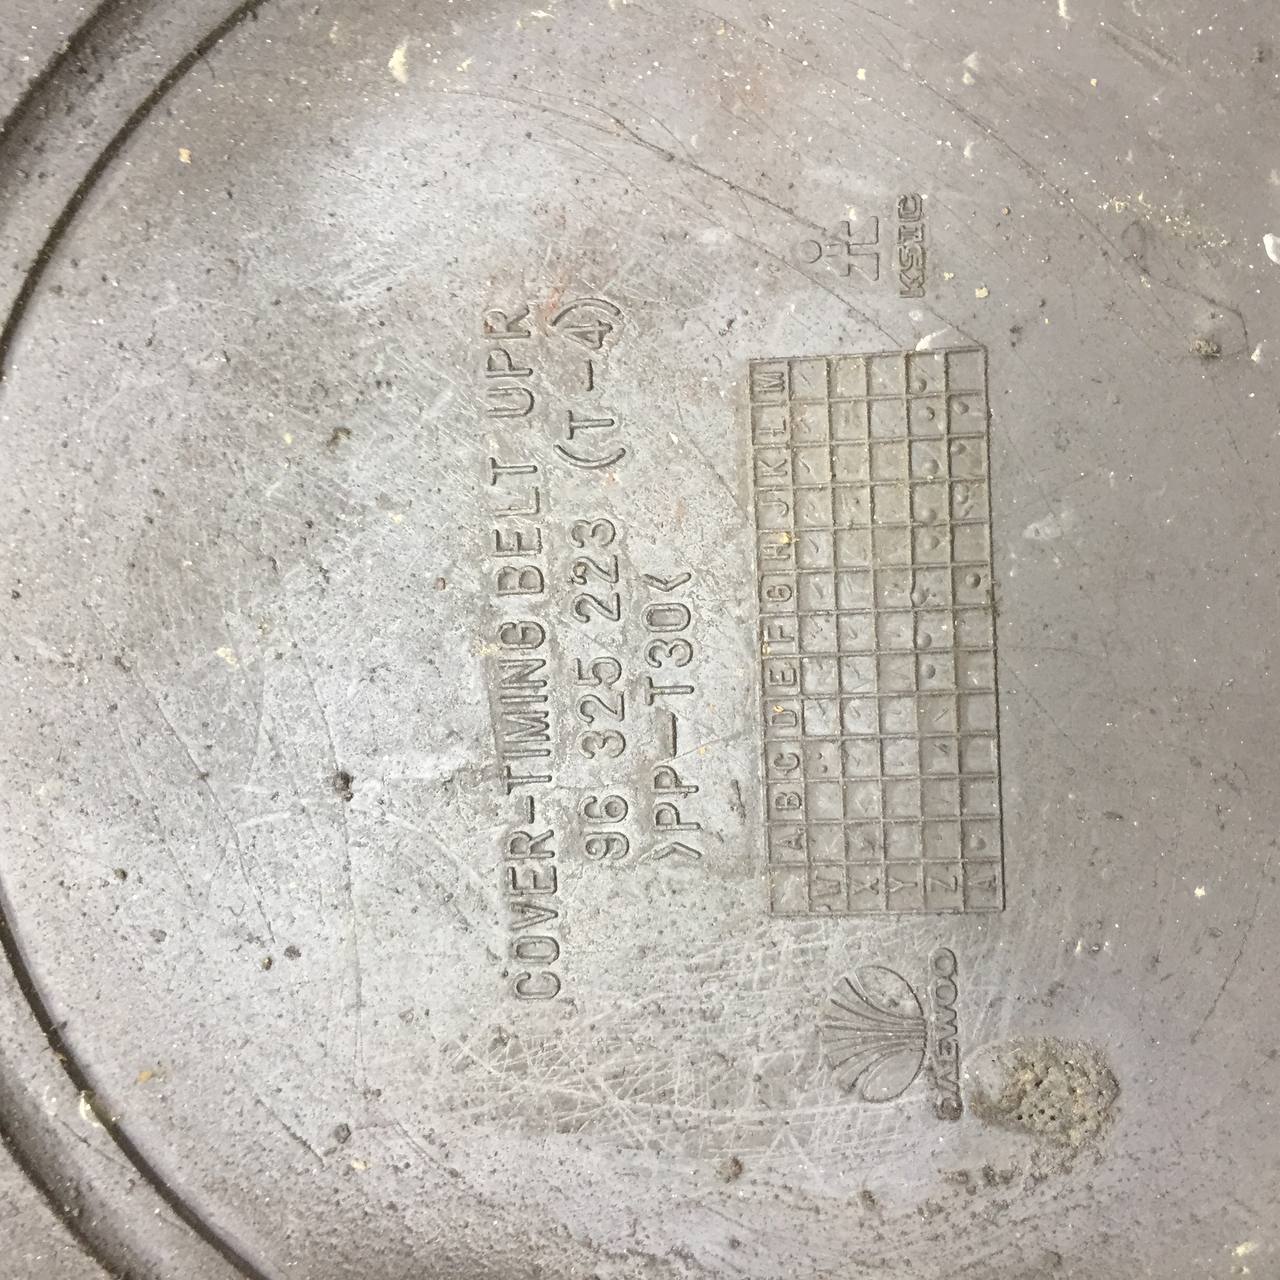 COVER-TIMING BELT UPR
96 325 223 (T-4)
>PP-T30<
A B C D E F G H J K L M
W
X
Y
Z
A
DAEWOO
KSIC